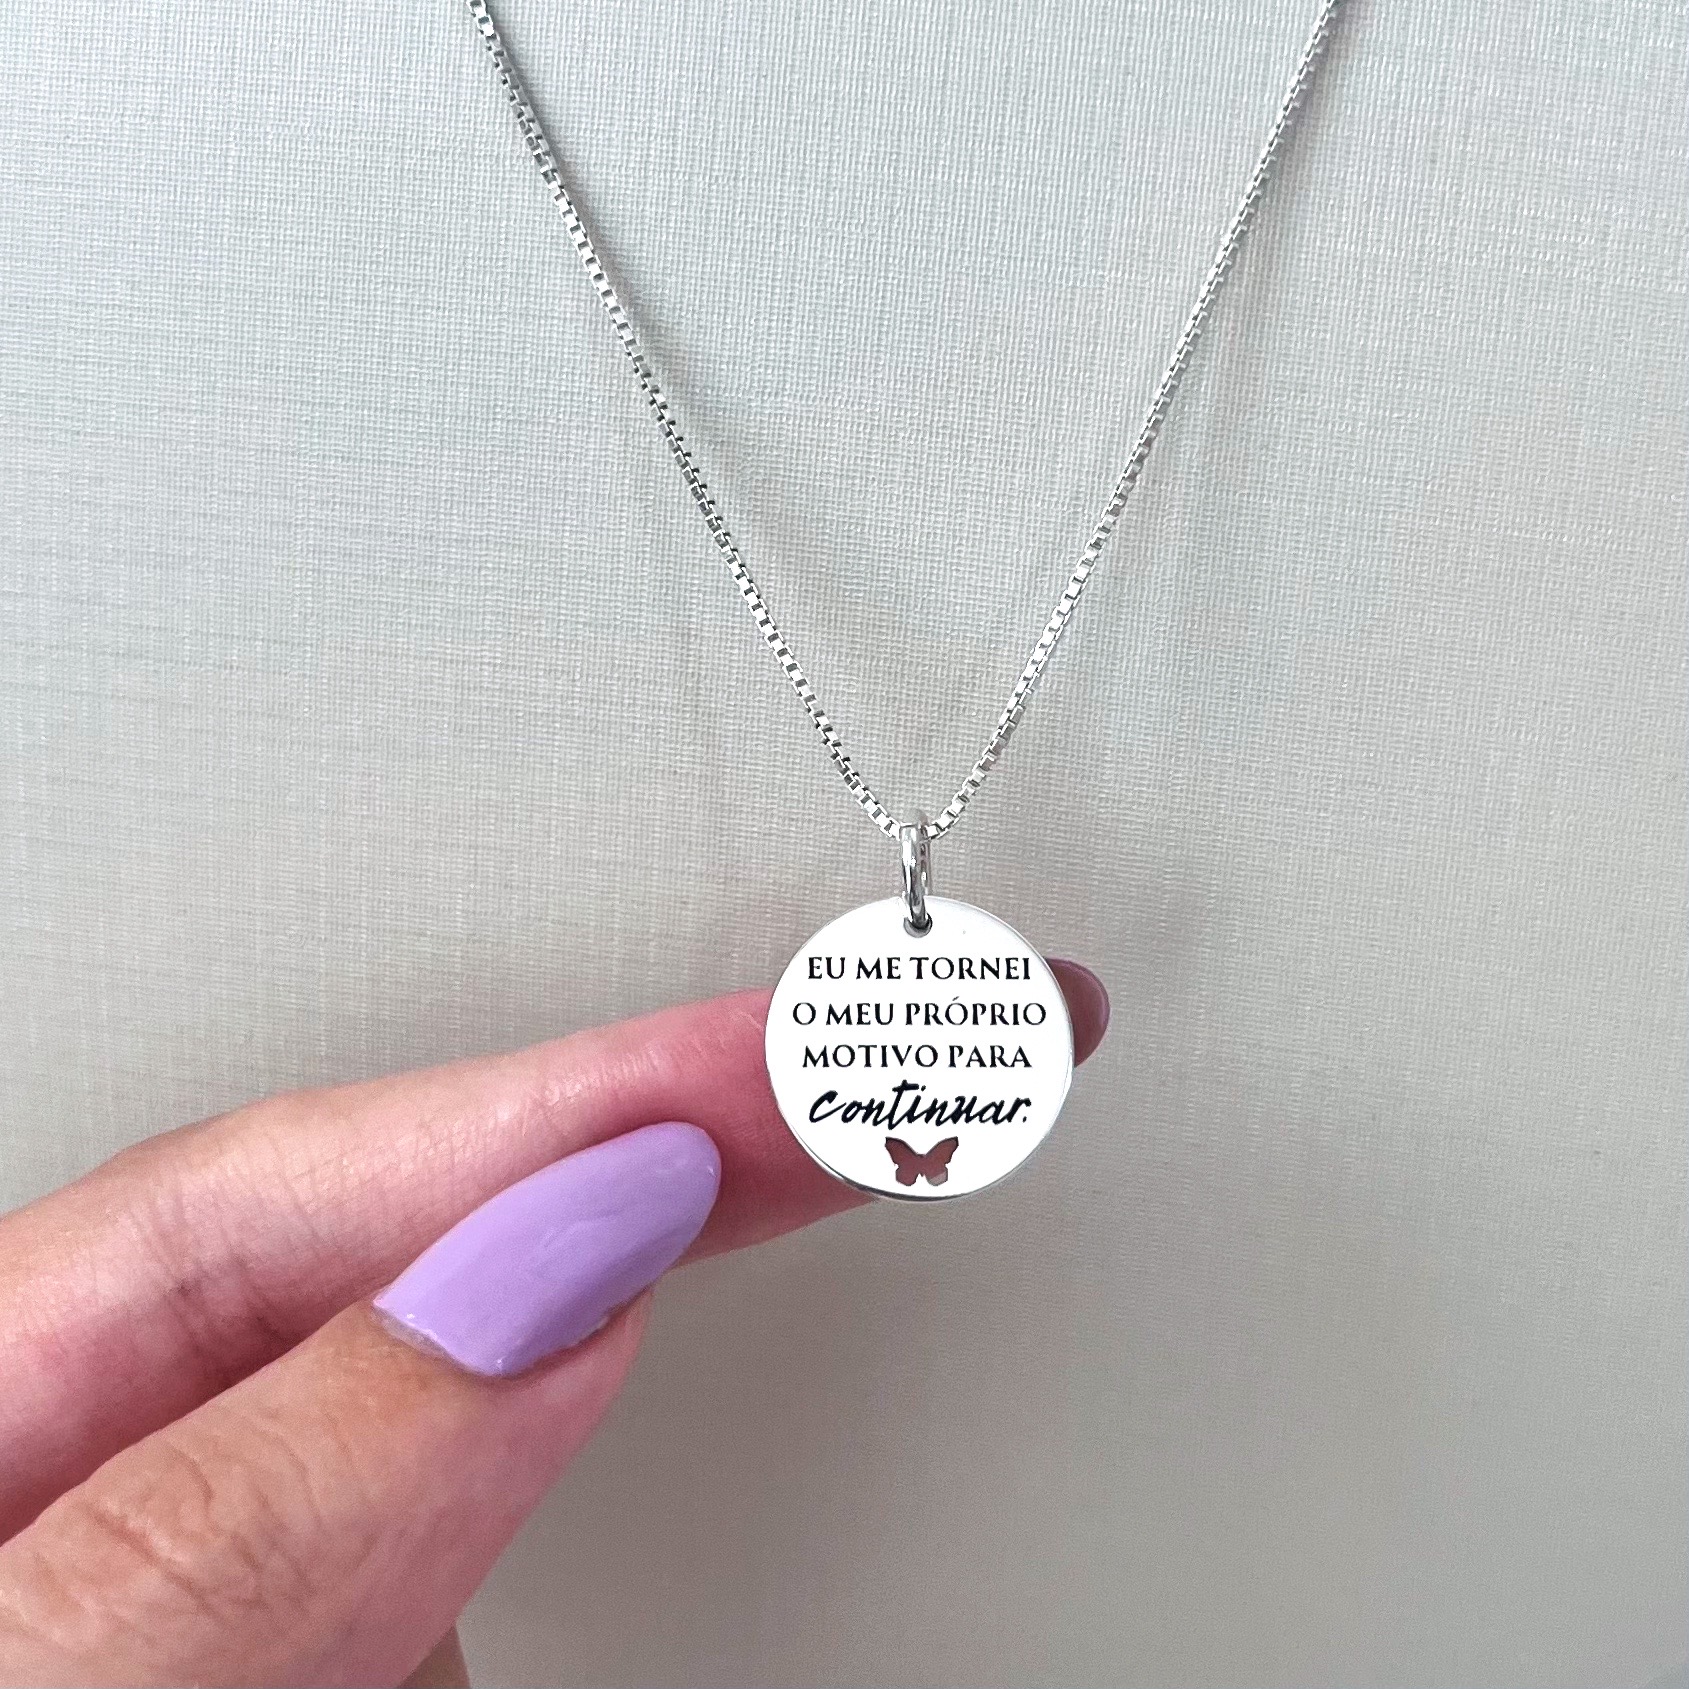 EU ME TORNEI
O MEU PRÓPRIO
MOTIVO PARA
continuar.